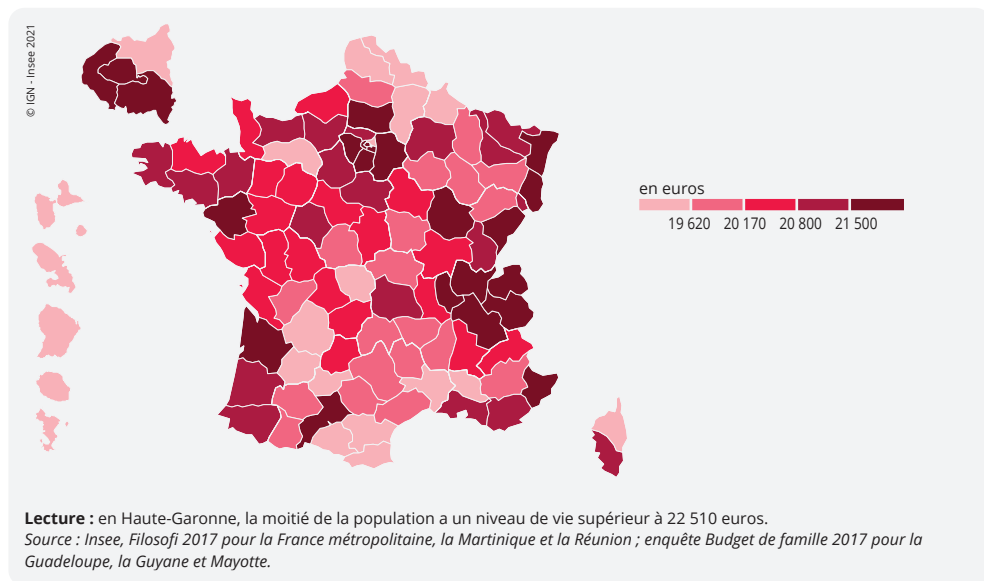 © IGN - Insee 2021
en euros
19 620 20 170 20 800 21 500
Lecture : en Haute-Garonne, la moitié de la population a un niveau de vie supérieur à 22 510 euros.
Source : Insee, Filosofi 2017 pour la France métropolitaine, la Martinique et la Réunion ; enquête Budget de famille 2017 pour la
Guadeloupe, la Guyane et Mayotte.